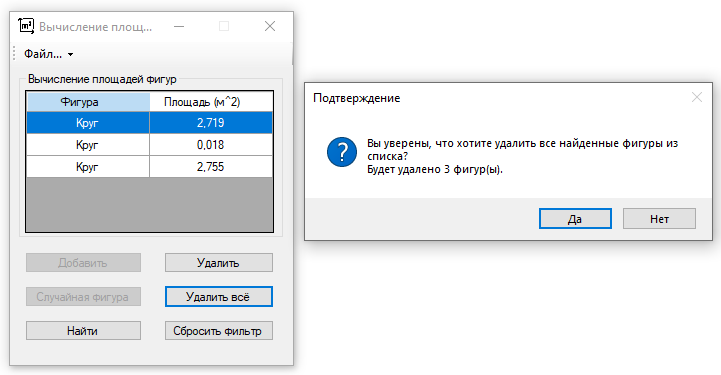 m²
Вычисление площ...
Файл...
Вычисление площадей фигур
Фигура Площадь (м^2)
Круг 2,719
Круг 0,018
Круг 2,755
Добавить Удалить
Случайная фигура Удалить всё
Найти Сбросить фильтр
Подтверждение
Вы уверены, что хотите удалить все найденные фигуры из
списка?
Будет удалено 3 фигур(ы).
Да Нет